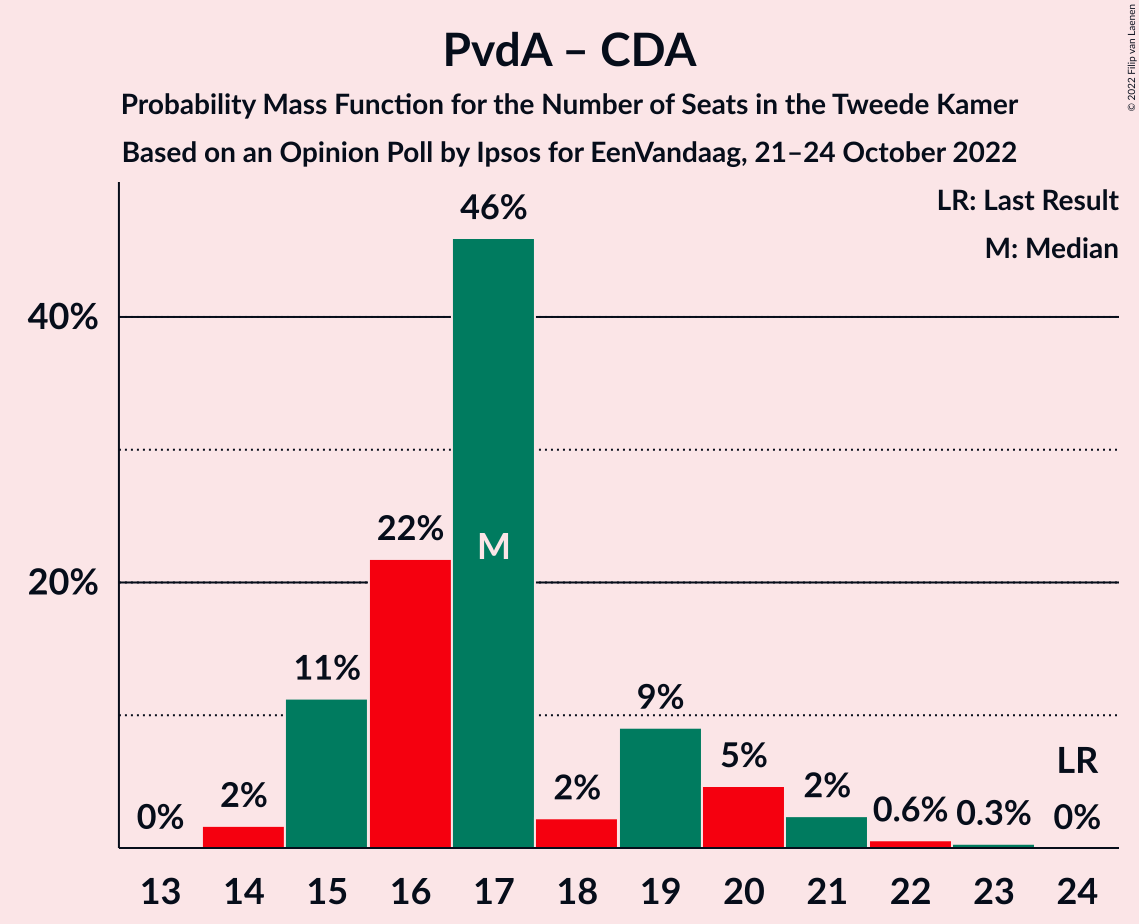 PvdA – CDA
Probability Mass Function for the Number of Seats in the Tweede Kamer
Based on an Opinion Poll by Ipsos for EenVandaag, 21–24 October 2022
© 2022 Filip van Laenen
LR: Last Result
M: Median
40%
20%
0%
2%
11%
22%
46%
M
2%
9%
5%
2%
0.6%
0.3%
LR
0%
13 14 15 16 17 18 19 20 21 22 23 24